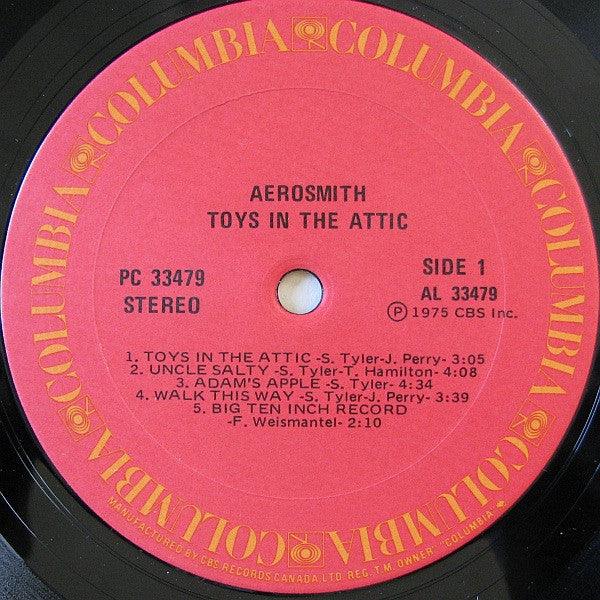 COLUMBIA COLUMBIA COLUMBIA COLUMBIA COLUMBIA COLUMBIA
AEROSMITH
TOYS IN THE ATTIC
PC 33479
STEREO
SIDE 1
AL 33479
Ⓟ 1975 CBS Inc.
1. TOYS IN THE ATTIC -S. Tyler-J. Perry- 3:05
2. UNCLE SALTY -S. Tyler-T. Hamilton- 4:08
3. ADAM'S APPLE -S. Tyler- 4:34
4. WALK THIS WAY -S. Tyler-J. Perry- 3:39
5. BIG TEN INCH RECORD
-F. Weismantel- 2:10
MANUFACTURED BY CBS RECORDS CANADA LTD. REG. T.M. OWNER "COLUMBIA"